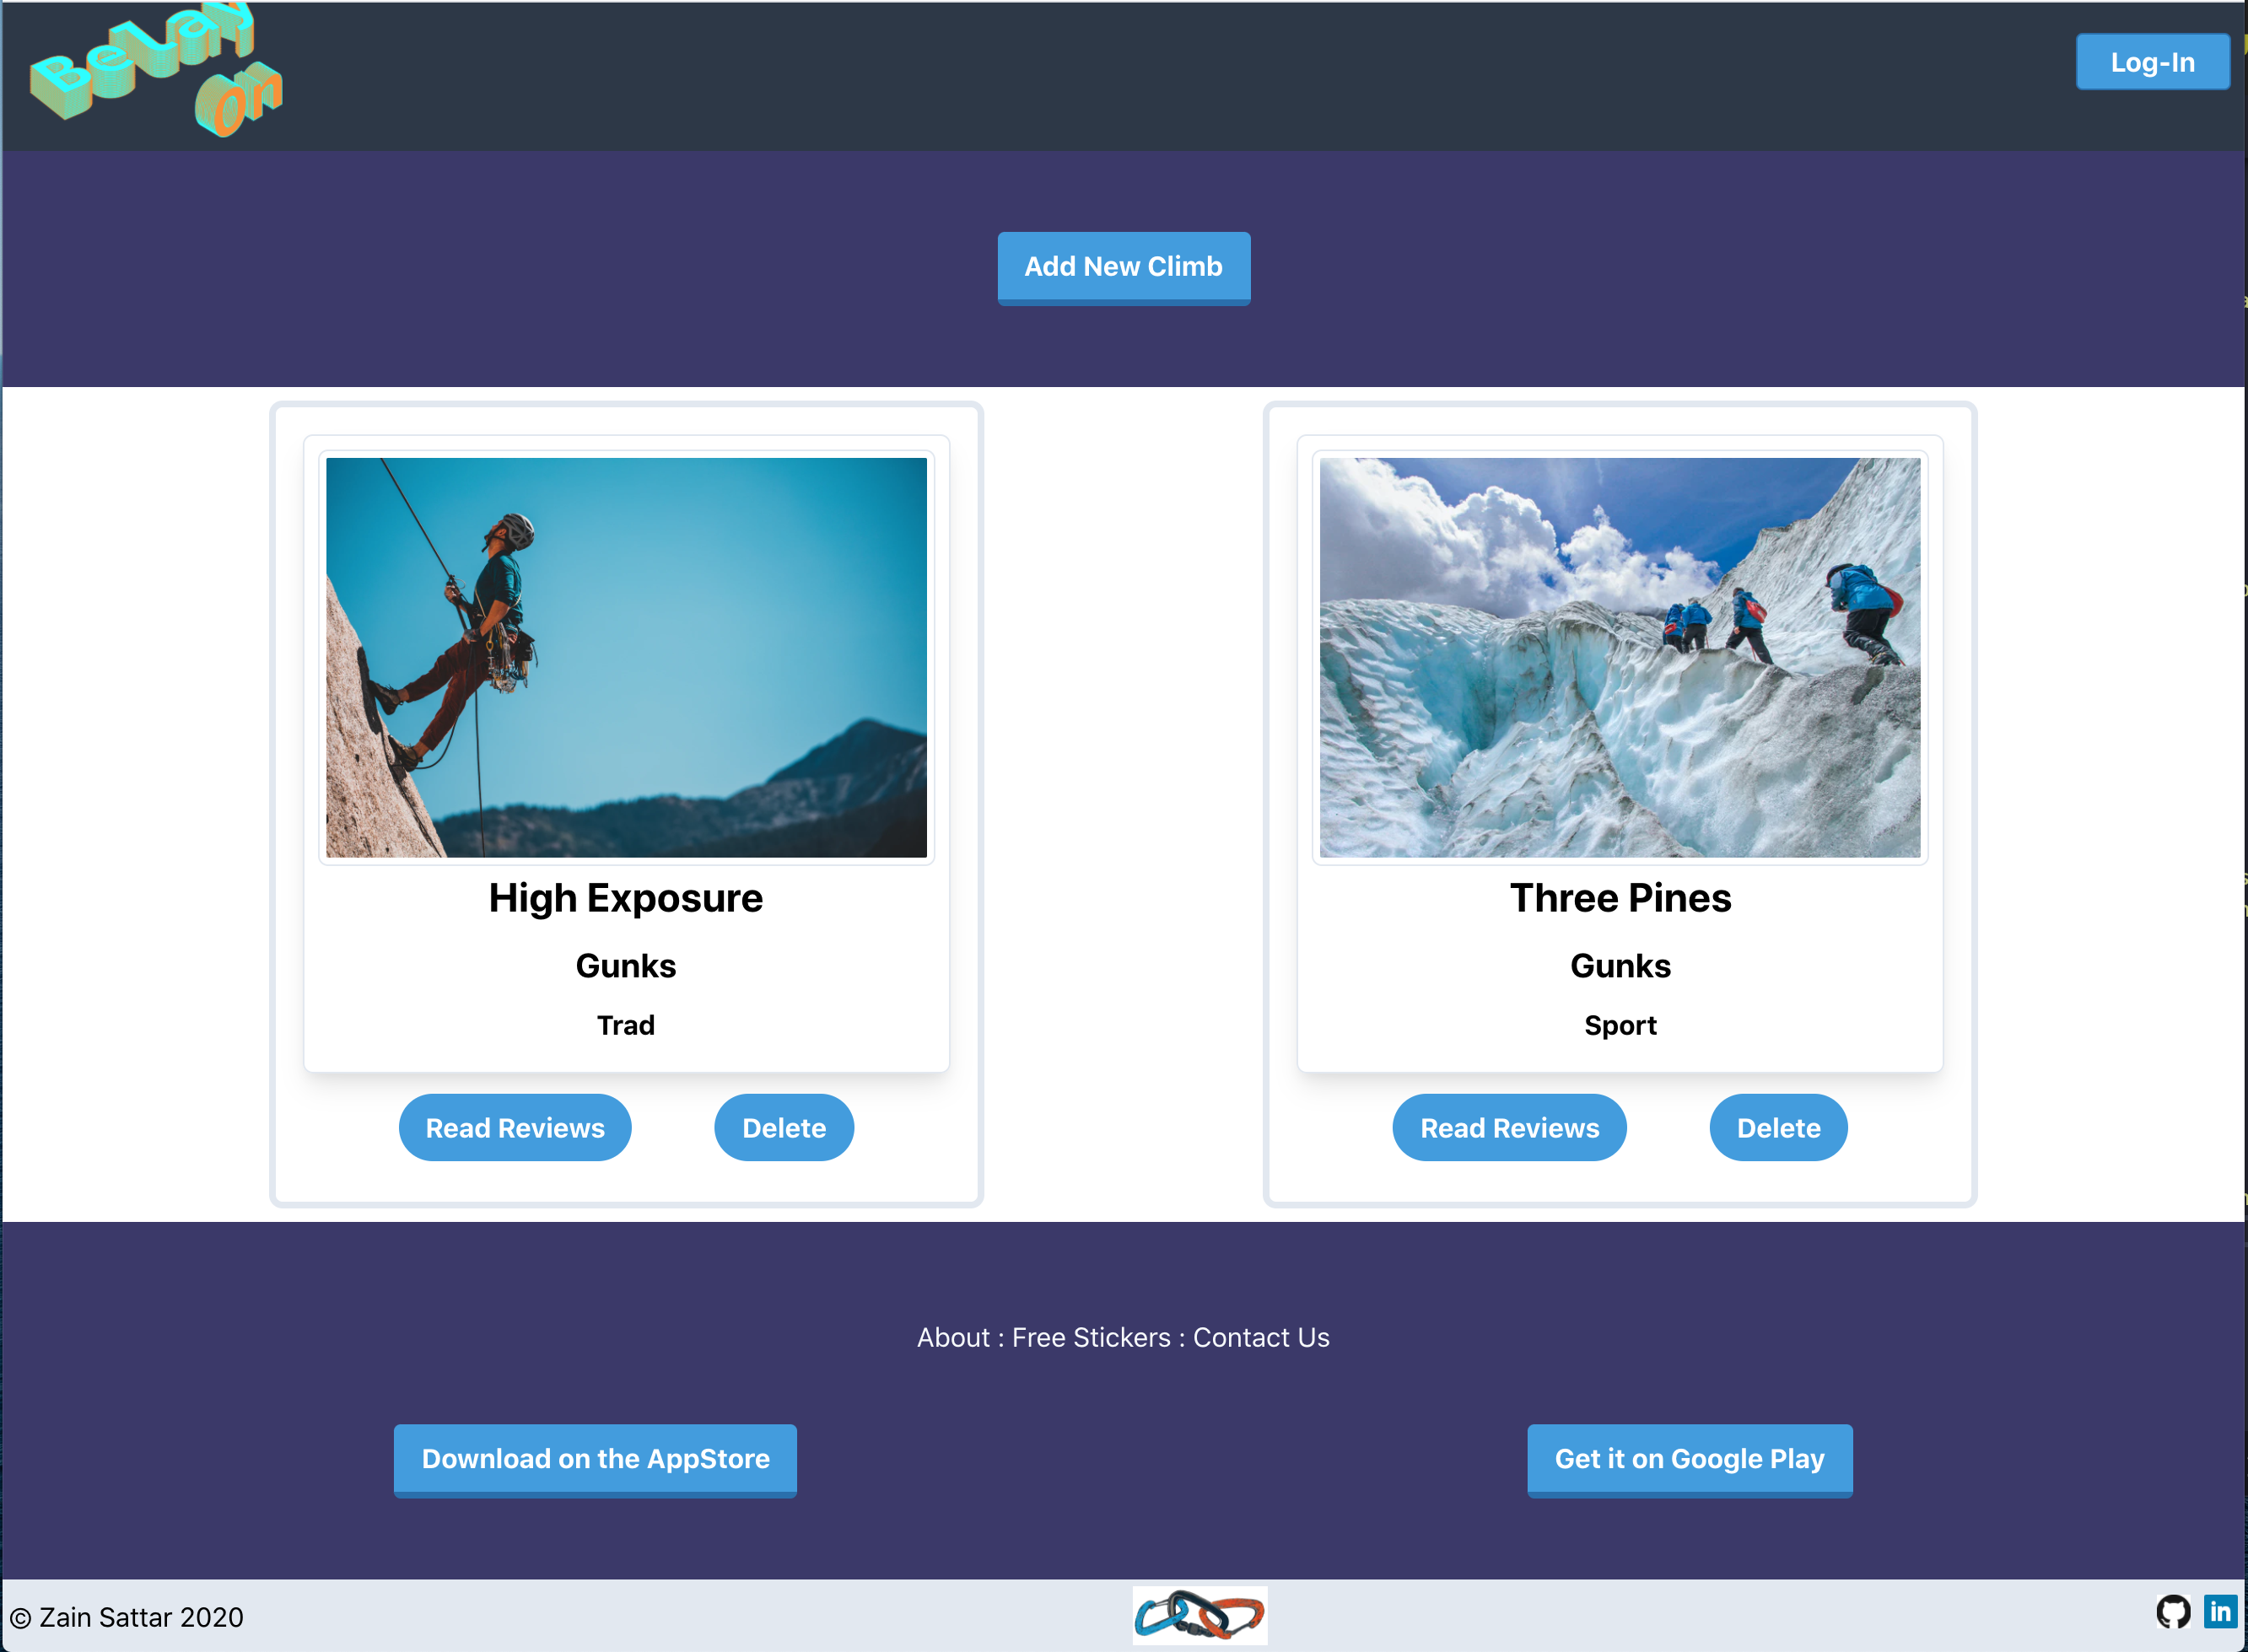 Belay
On
Log-In
Add New Climb
High Exposure
Gunks
Trad
Read Reviews
Delete
Three Pines
Gunks
Sport
Read Reviews
Delete
About : Free Stickers : Contact Us
Download on the AppStore
Get it on Google Play
© Zain Sattar 2020
in